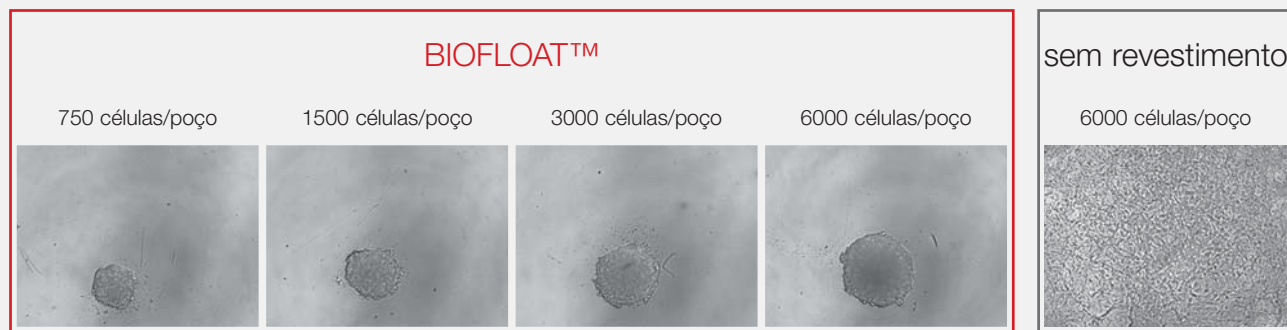 BIOFLOAT™
750 células/poço
1500 células/poço
3000 células/poço
6000 células/poço
sem revestimento
6000 células/poço